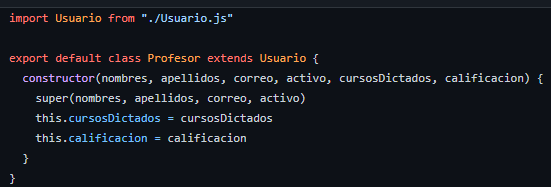 import Usuario from "./Usuario.js"

export default class Profesor extends Usuario {
  constructor(nombres, apellidos, correo, activo, cursosDictados, calificacion) {
    super(nombres, apellidos, correo, activo)
    this.cursosDictados = cursosDictados
    this.calificacion = calificacion
  }
}